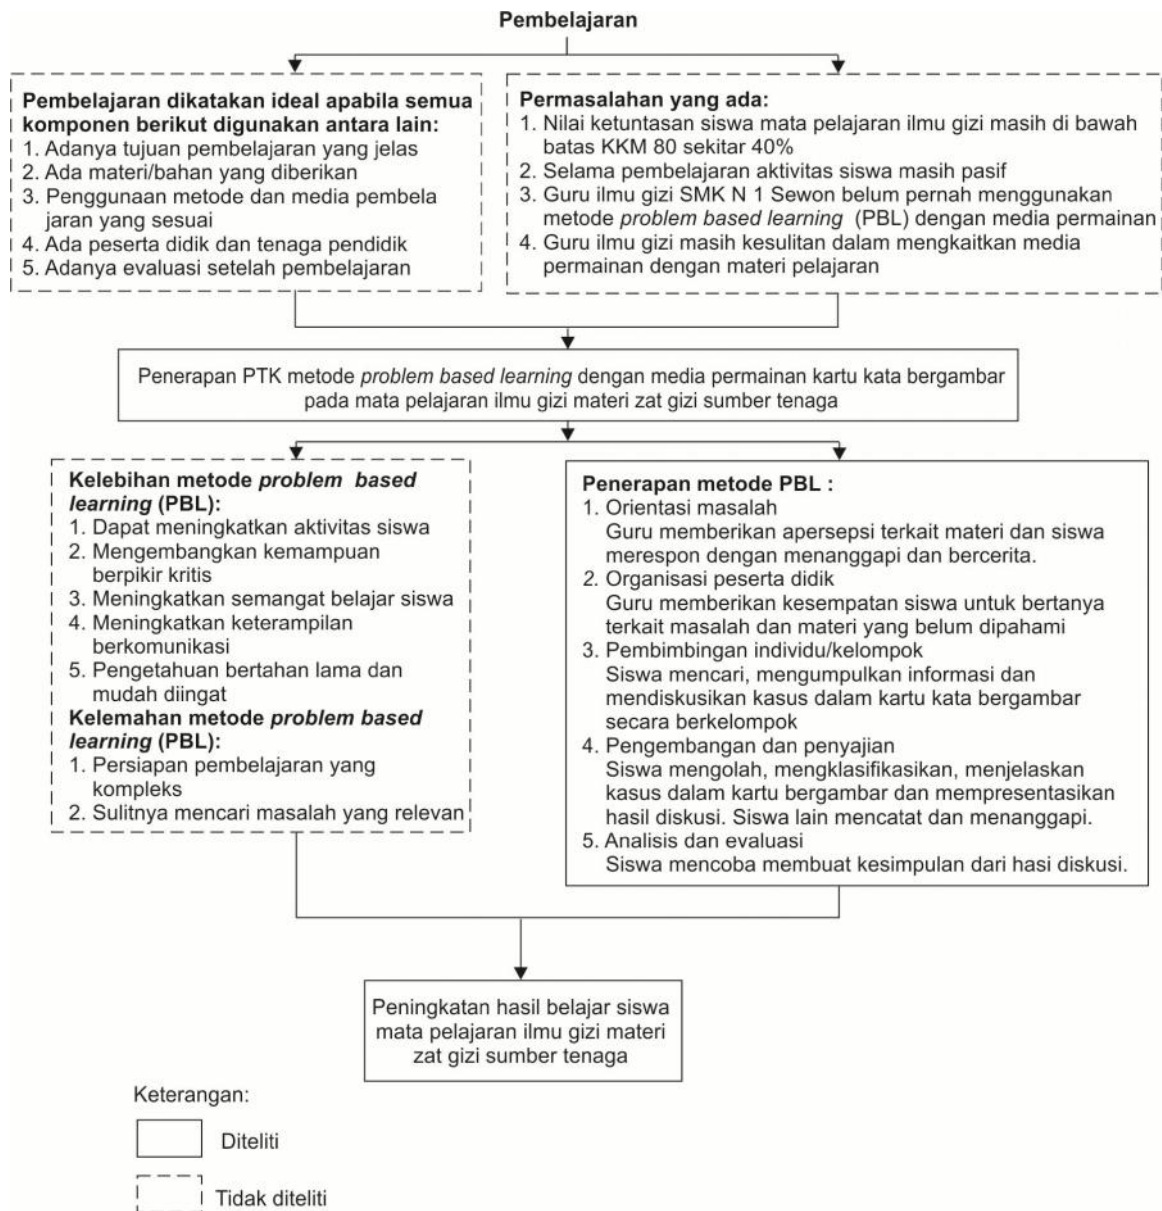 Pembelajaran
Pembelajaran dikatakan ideal apabila semua
komponen berikut digunakan antara lain:
1. Adanya tujuan pembelajaran yang jelas
2. Ada materi/bahan yang diberikan
3. Penggunaan metode dan media pembela
jaran yang sesuai
4. Ada peserta didik dan tenaga pendidik
5. Adanya evaluasi setelah pembelajaran
Permasalahan yang ada:
1. Nilai ketuntasan siswa mata pelajaran ilmu gizi masih di bawah
batas KKM 80 sekitar 40%
2. Selama pembelajaran aktivitas siswa masih pasif
3. Guru ilmu gizi SMK N 1 Sewon belum pernah menggunakan
metode problem based learning (PBL) dengan media permainan
4. Guru ilmu gizi masih kesulitan dalam mengkaitkan media
permainan dengan materi pelajaran
Penerapan PTK metode problem based learning dengan media permainan kartu kata bergambar
pada mata pelajaran ilmu gizi materi zat gizi sumber tenaga
Kelebihan metode problem based
learning (PBL):
1. Dapat meningkatkan aktivitas siswa
2. Mengembangkan kemampuan
berpikir kritis
3. Meningkatkan semangat belajar siswa
4. Meningkatkan keterampilan
berkomunikasi
5. Pengetahuan bertahan lama dan
mudah diingat
Kelemahan metode problem based
learning (PBL):
1. Persiapan pembelajaran yang
kompleks
2. Sulitnya mencari masalah yang relevan
Penerapan metode PBL :
1. Orientasi masalah
Guru memberikan apersepsi terkait materi dan siswa
merespon dengan menanggapi dan bercerita.
2. Organisasi peserta didik
Guru memberikan kesempatan siswa untuk bertanya
terkait masalah dan materi yang belum dipahami
3. Pembimbingan individu/kelompok
Siswa mencari, mengumpulkan informasi dan
mendiskusikan kasus dalam kartu kata bergambar
secara berkelompok
4. Pengembangan dan penyajian
Siswa mengolah, mengklasifikasikan, menjelaskan
kasus dalam kartu bergambar dan mempresentasikan
hasil diskusi. Siswa lain mencatat dan menanggapi.
5. Analisis dan evaluasi
Siswa mencoba membuat kesimpulan dari hasi diskusi.
Peningkatan hasil belajar siswa
mata pelajaran ilmu gizi materi
zat gizi sumber tenaga
Keterangan:
Diteliti
Tidak diteliti